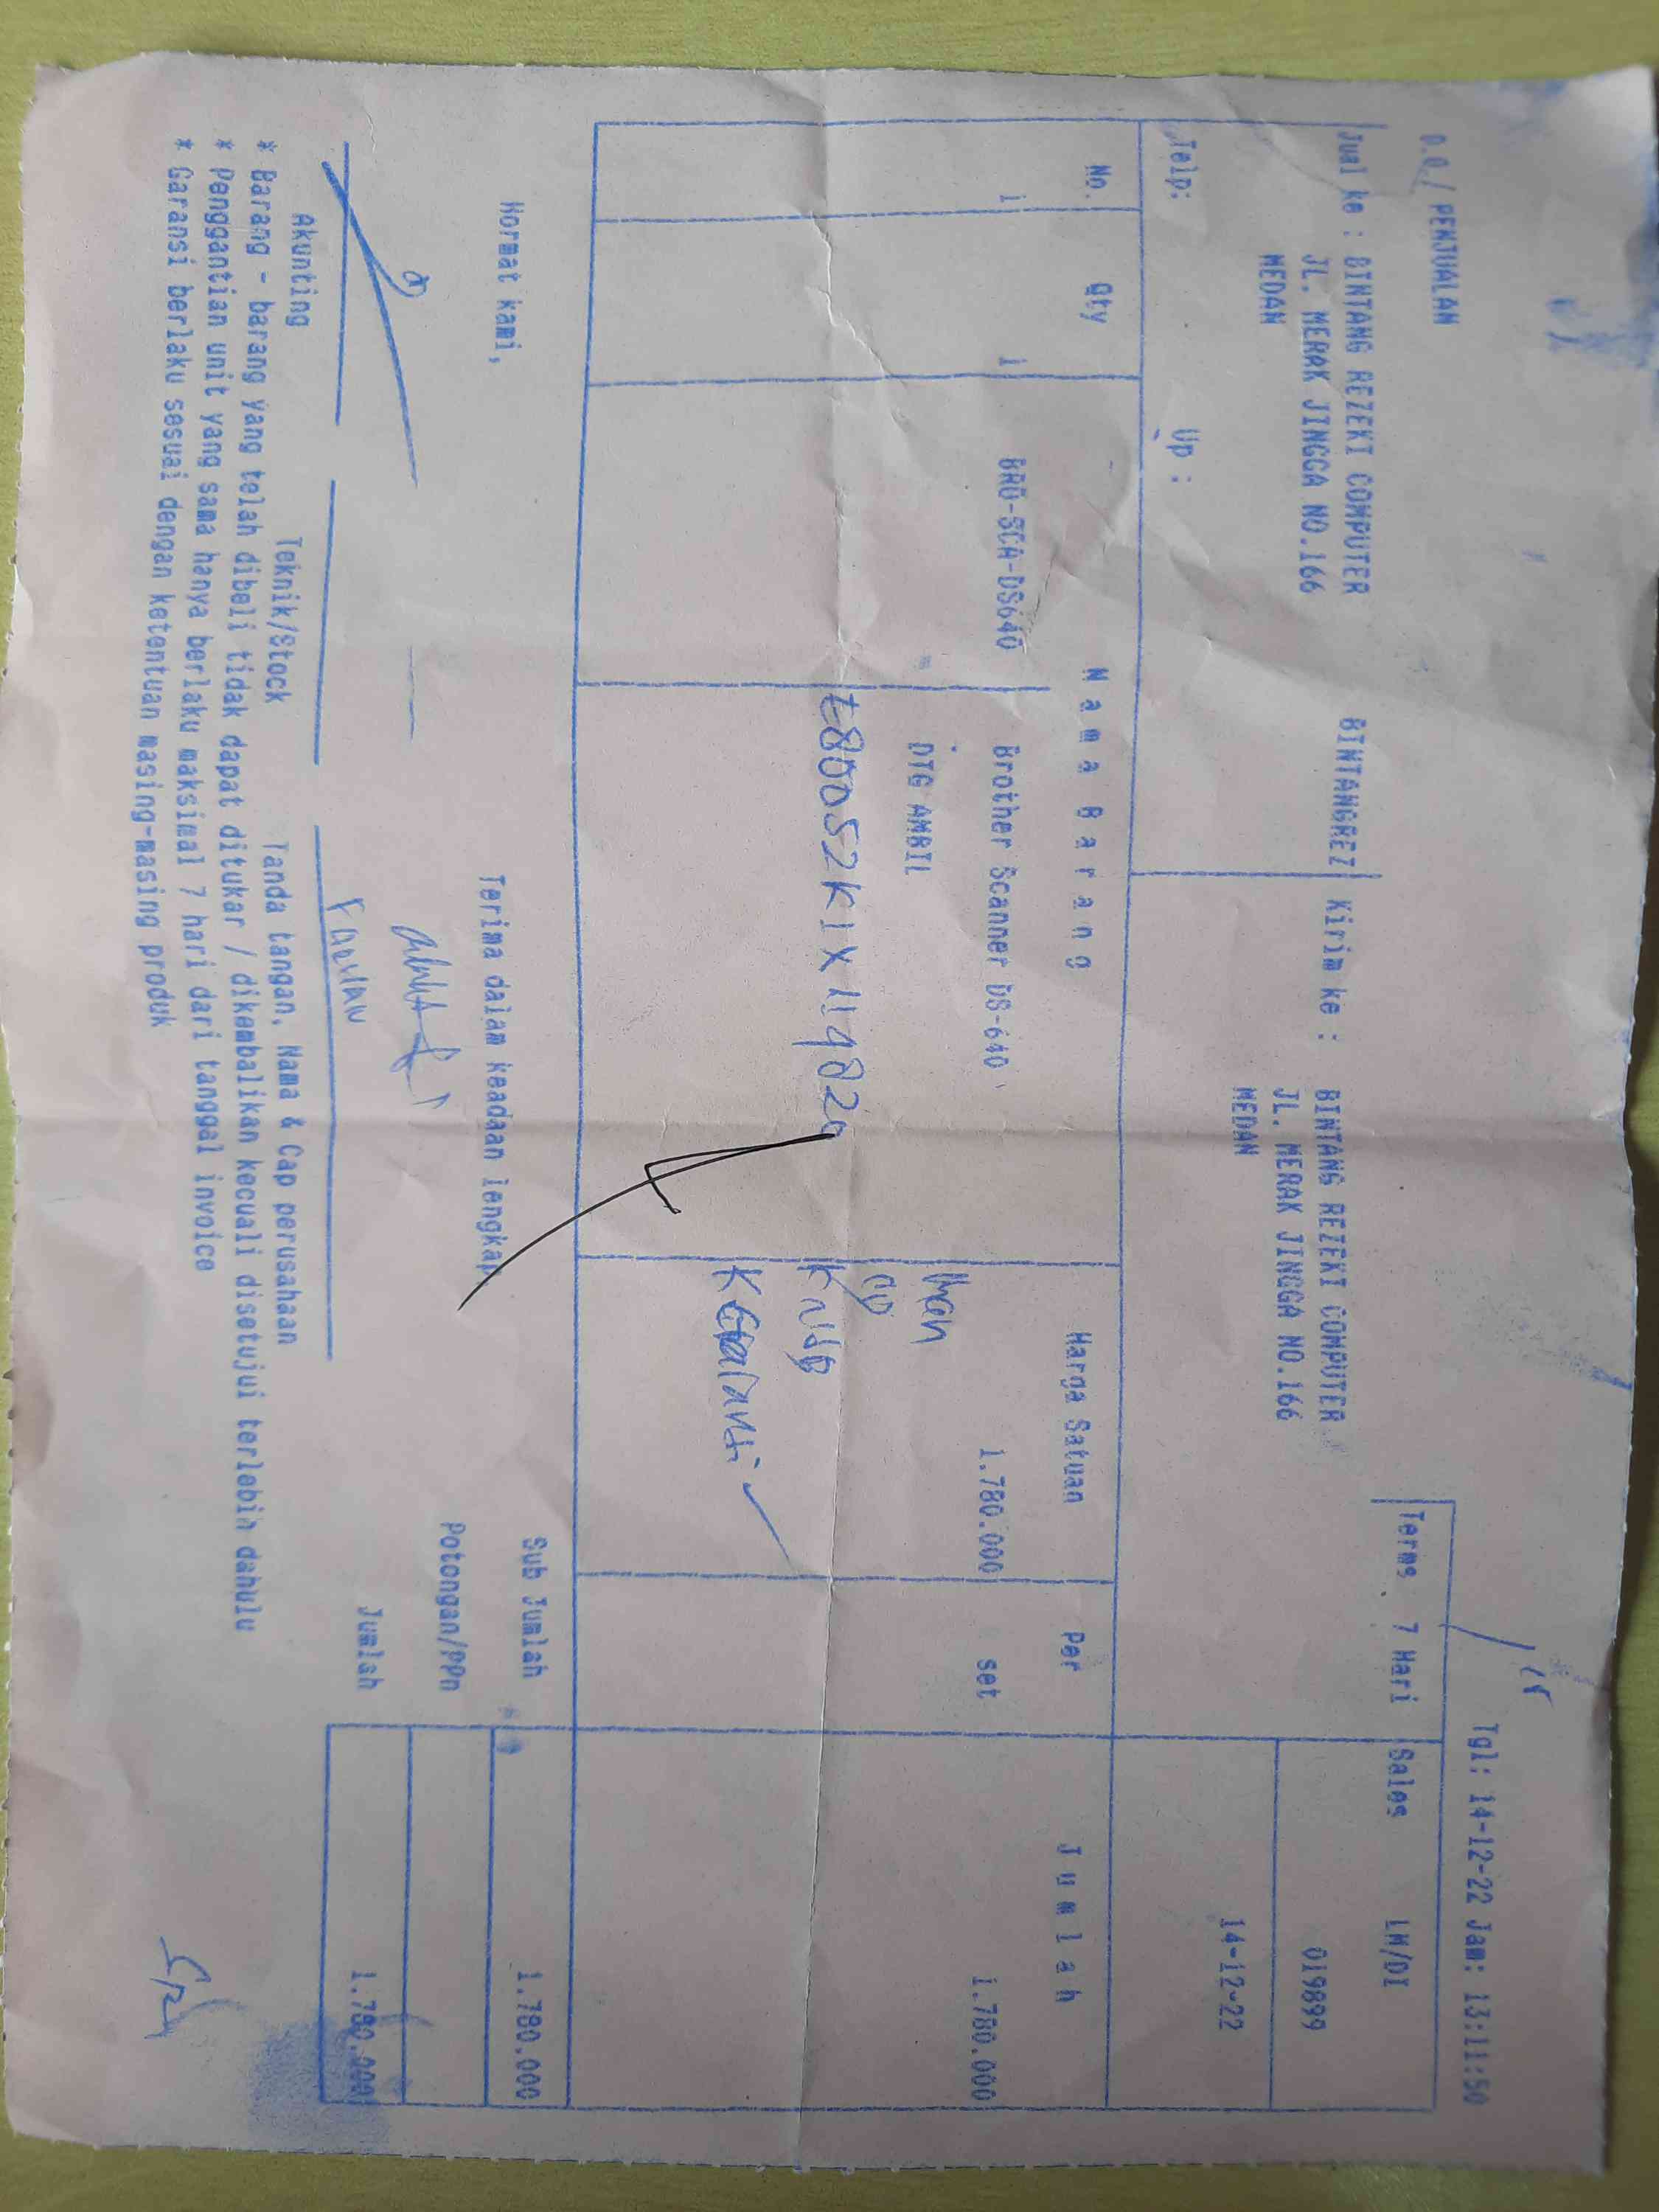 D.O./ PENJUALAN
Tgl: 14-12-22 Jam: 13:11:50
Jual ke : BINTANG REZEKI COMPUTER
JL. MERAK JINGGA NO.166
MEDAN
BINTANGREZ
Telp:
Up :
Kirim ke : BINTANG REZEKI COMPUTER
JL. MERAK JINGGA NO.166
MEDAN
Terms 7 Hari
Sales LM/DI
019899
14-12-22
No. Qty Nama Barang Harga Satuan Per Jumlah
1 1 BRO-SCA-DS640 Brother Scanner DS-640 1.780.000 set 1.780.000
DTG AMBIL
Man
CD
K USB
K Garansi
Hormat kami,
Terima dalam keadaan lengkap
Sub Jumlah 1.780.000
Potongan/PPn
Jumlah 1.780.000
Akunting
Teknik/Stock
Tanda tangan, Nama & Cap perusahaan
* Barang - barang yang telah dibeli tidak dapat ditukar / dikembalikan kecuali disetujui terlebih dahulu
* Penggantian unit yang sama hanya berlaku maksimal 7 hari dari tanggal invoice
* Garansi berlaku sesuai dengan ketentuan masing-masing produk